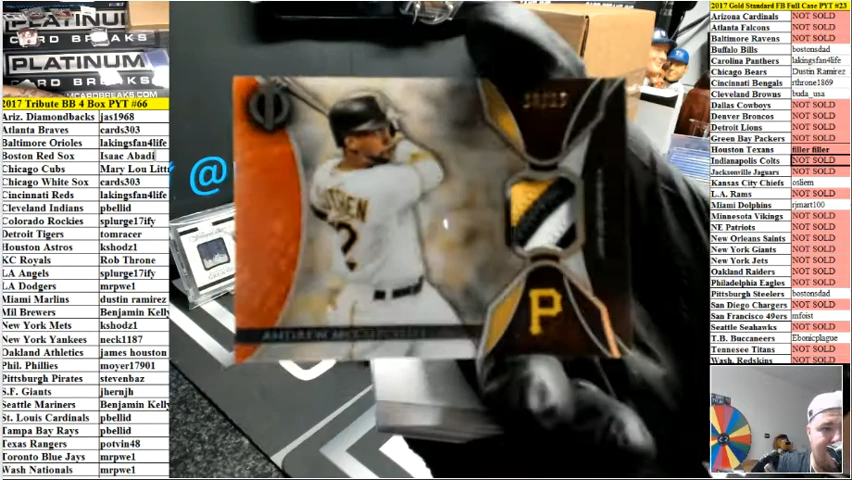 PLATINUM
CARD BREAKS
PLATINUM
MCARDBREAKS.COM
2017 Tribute BB 4 Box PYT #66
Ariz. Diamondbacks jas1968
Atlanta Braves cards303
Baltimore Orioles lakingsfan4life
Boston Red Sox Isaac Abadi
Chicago Cubs Mary Lou Littr
Chicago White Sox cards303
Cincinnati Reds lakingsfan4life
Cleveland Indians pbellid
Colorado Rockies splurge17ify
Detroit Tigers tomracer
Houston Astros kshodz1
KC Royals Rob Throne
LA Angels splurge17ify
LA Dodgers mrpwe1
Miami Marlins dustin ramirez
Mil Brewers Benjamin Kelly
New York Mets kshodz1
New York Yankees neck1187
Oakland Athletics james houston
Phil. Phillies moyer17901
Pittsburgh Pirates stevenbaz
S.F. Giants jhernjh
Seattle Mariners Benjamin Kelly
St. Louis Cardinals pbellid
Tampa Bay Rays pbellid
Texas Rangers potvin48
Toronto Blue Jays mrpwe1
Wash Nationals mrpwe1
@
2
P
2017 Gold Standard FB Full Case PYT #23
Arizona Cardinals NOT SOLD
Atlanta Falcons NOT SOLD
Baltimore Ravens NOT SOLD
Buffalo Bills bostonsdad
Carolina Panthers lakingsfan4life
Chicago Bears Dustin Ramirez
Cincinnati Bengals rthrone1869
Cleveland Browns buda_usa
Dallas Cowboys NOT SOLD
Denver Broncos NOT SOLD
Detroit Lions NOT SOLD
Green Bay Packers NOT SOLD
Houston Texans filler filler
Indianapolis Colts NOT SOLD
Jacksonville Jaguars NOT SOLD
Kansas City Chiefs osliem
L.A. Rams NOT SOLD
Miami Dolphins rjmart100
Minnesota Vikings NOT SOLD
NE Patriots NOT SOLD
New Orleans Saints NOT SOLD
New York Giants NOT SOLD
New York Jets NOT SOLD
Oakland Raiders NOT SOLD
Philadelphia Eagles NOT SOLD
Pittsburgh Steelers bostonsdad
San Diego Chargers NOT SOLD
San Francisco 49ers mfoist
Seattle Seahawks NOT SOLD
T.B. Buccaneers Ebonicplague
Tennesee Titans NOT SOLD
Wash. Redskins NOT SOLD